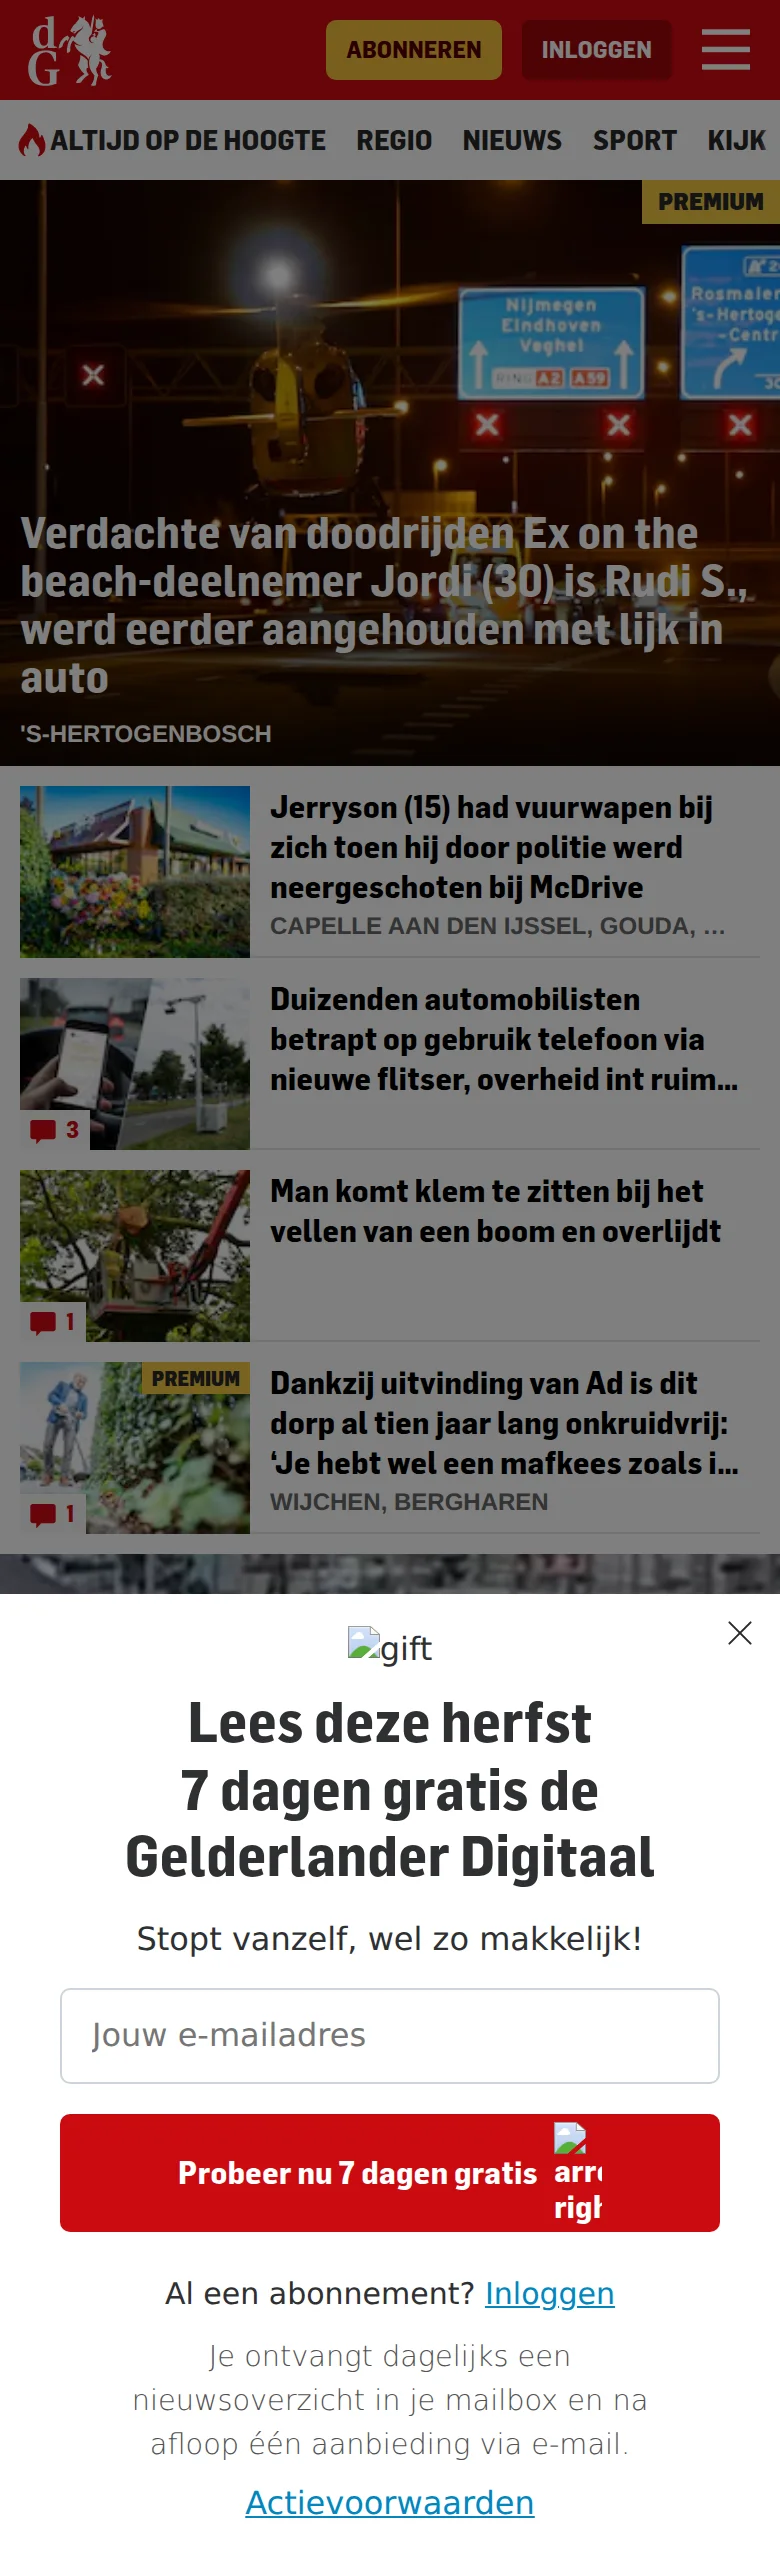 dG
ABONNEREN
INLOGGEN
ALTIJD OP DE HOOGTE
REGIO
NIEUWS
SPORT
KIJK
PREMIUM
Nijmegen
Eindhoven
Veghel
RING A2 A59
Rosmalen
's-Hertoge
-Centr
Verdachte van doodrijden Ex on the
beach-deelnemer Jordi (30) is Rudi S.,
werd eerder aangehouden met lijk in
auto
'S-HERTOGENBOSCH
Jerryson (15) had vuurwapen bij
zich toen hij door politie werd
neergeschoten bij McDrive
CAPELLE AAN DEN IJSSEL, GOUDA, ...
Duizenden automobilisten
betrapt op gebruik telefoon via
nieuwe flitser, overheid int ruim...
3
Man komt klem te zitten bij het
vellen van een boom en overlijdt
1
PREMIUM
Dankzij uitvinding van Ad is dit
dorp al tien jaar lang onkruidvrij:
‘Je hebt wel een mafkees zoals i...
WIJCHEN, BERGHAREN
1
gift
Lees deze herfst
7 dagen gratis de
Gelderlander Digitaal
Stopt vanzelf, wel zo makkelijk!
Jouw e-mailadres
Probeer nu 7 dagen gratis
arro
righ
Al een abonnement? Inloggen
Je ontvangt dagelijks een
nieuwsoverzicht in je mailbox en na
afloop één aanbieding via e-mail.
Actievoorwaarden